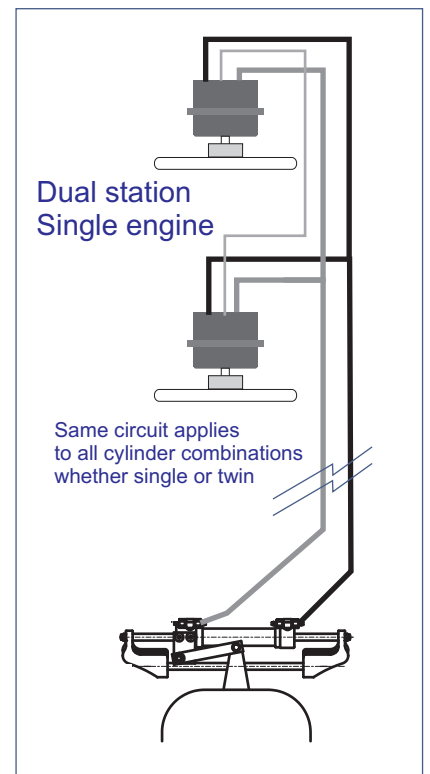 Dual station
Single engine
Same circuit applies
to all cylinder combinations
whether single or twin